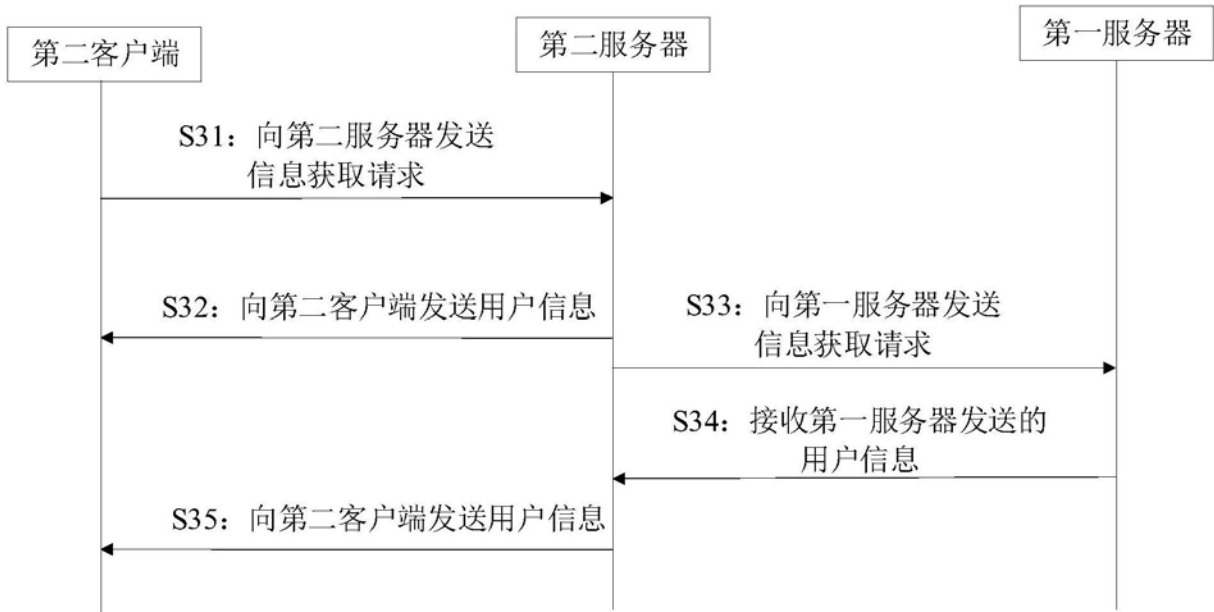 第二客户端
第二服务器
第一服务器
S31：向第二服务器发送
信息获取请求
S32：向第二客户端发送用户信息
S33：向第一服务器发送
信息获取请求
S34：接收第一服务器发送的
用户信息
S35：向第二客户端发送用户信息